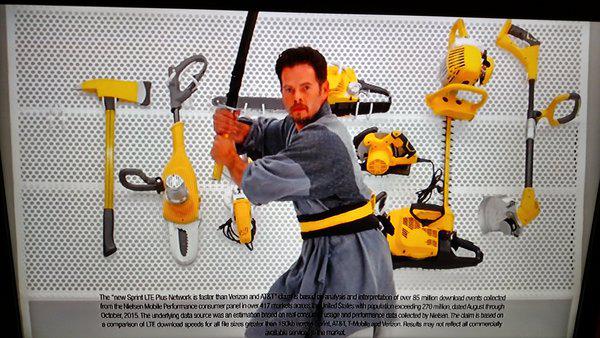 The "new Sprint LTE Plus Network is faster than Verizon and AT&T" claim is based on analysis and interpretation of over 85 million download events collected
from the Nielsen Mobile Performance consumer panel in over 417 markets across the United States with population exceeding 270 million, dated August through
October, 2015. The underlying data source was an estimation based on real consumer usage and performance data collected by Nielsen. The claim is based on
a comparison of LTE download speeds for all file sizes greater than 150kb across Sprint, AT&T, T-Mobile and Verizon. Results may not reflect all commercially
available services in the market.